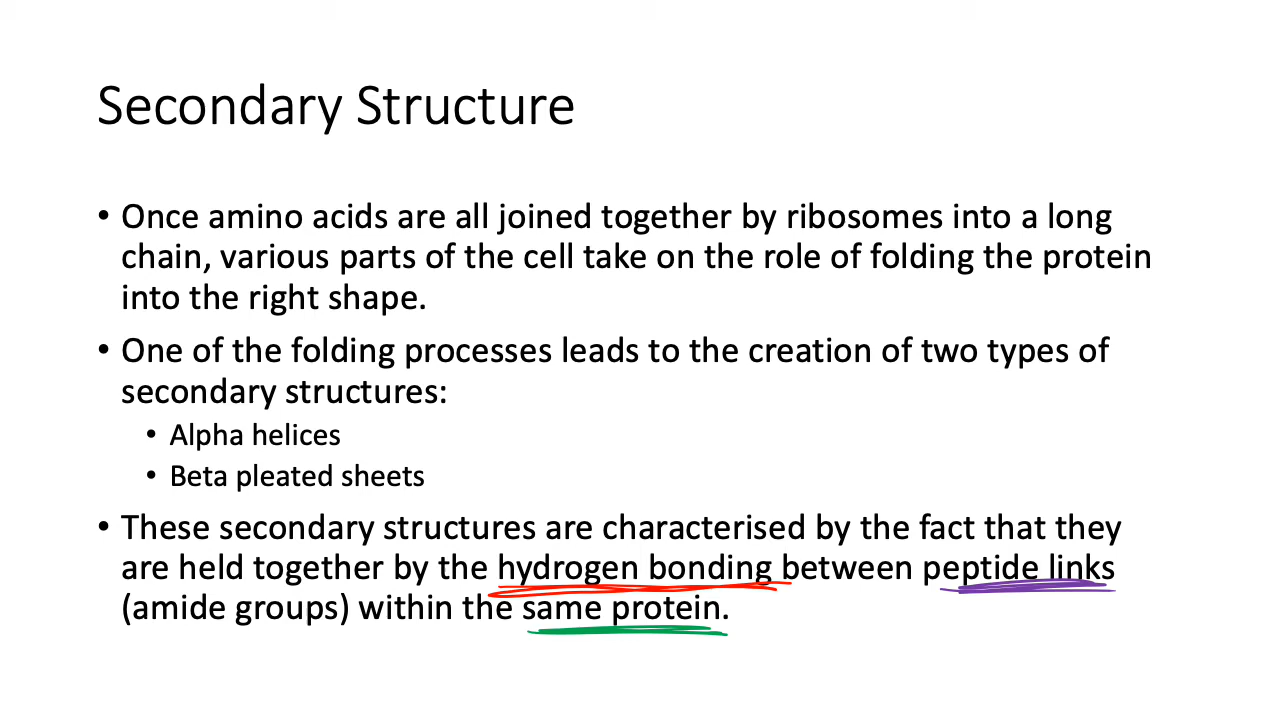 Secondary Structure
• Once amino acids are all joined together by ribosomes into a long
chain, various parts of the cell take on the role of folding the protein
into the right shape.
• One of the folding processes leads to the creation of two types of
secondary structures:
• Alpha helices
• Beta pleated sheets
• These secondary structures are characterised by the fact that they
are held together by the hydrogen bonding between peptide links
(amide groups) within the same protein.